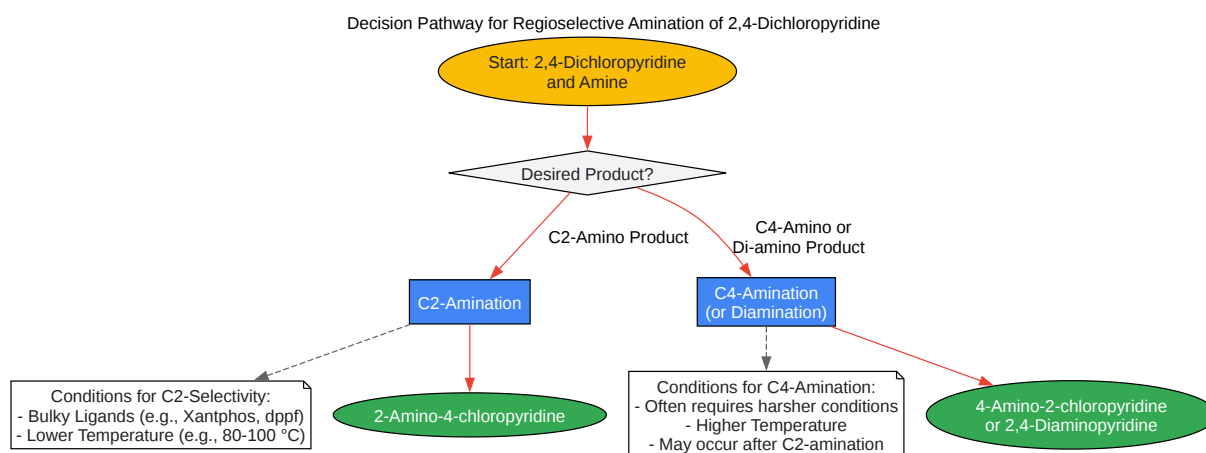 Decision Pathway for Regioselective Amination of 2,4-Dichloropyridine
Start: 2,4-Dichloropyridine
and Amine
Desired Product?
C2-Amino Product
C4-Amino or
Di-amino Product
C2-Amination
C4-Amination
(or Diamination)
Conditions for C2-Selectivity:
- Bulky Ligands (e.g., Xantphos, dppf)
- Lower Temperature (e.g., 80-100 °C)
2-Amino-4-chloropyridine
Conditions for C4-Amination:
- Often requires harsher conditions
- Higher Temperature
- May occur after C2-amination
4-Amino-2-chloropyridine
or 2,4-Diaminopyridine